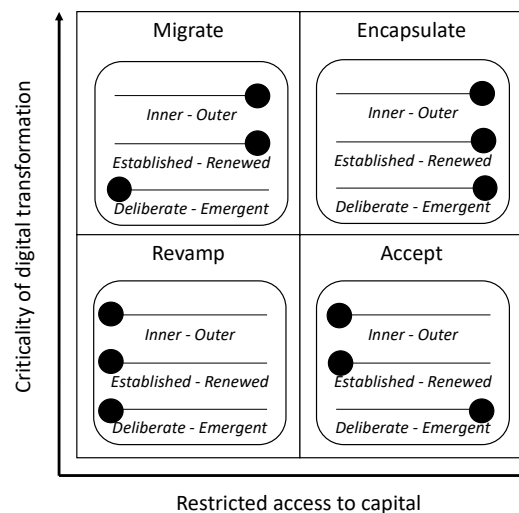 Criticality of digital transformation
Migrate
Inner - Outer
Established - Renewed
Deliberate - Emergent
Encapsulate
Inner - Outer
Established - Renewed
Deliberate - Emergent
Revamp
Inner - Outer
Established - Renewed
Deliberate - Emergent
Accept
Inner - Outer
Established - Renewed
Deliberate - Emergent
Restricted access to capital